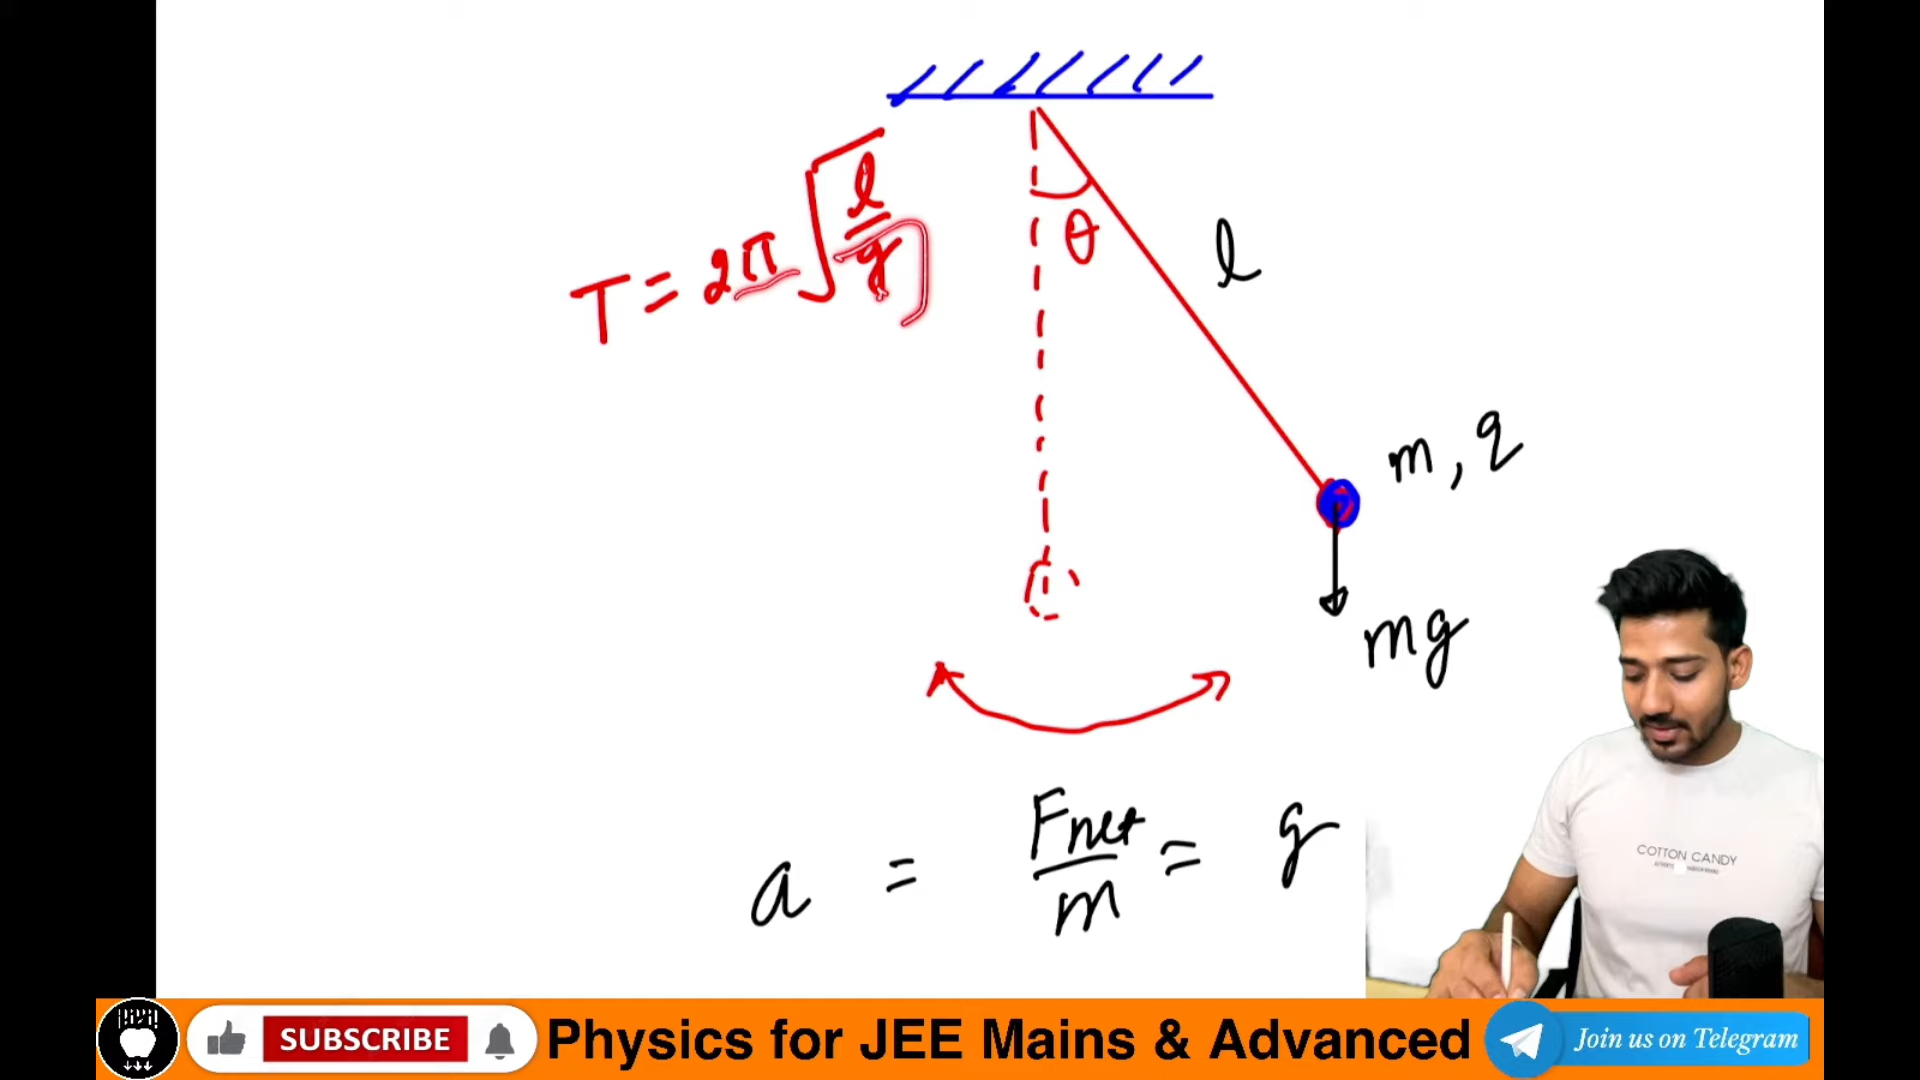 T = 2π√(l/g)
θ
l
m, q
mg
a = Fnet/m = g
COTTON CANDY
SUBSCRIBE
Physics for JEE Mains & Advanced
Join us on Telegram